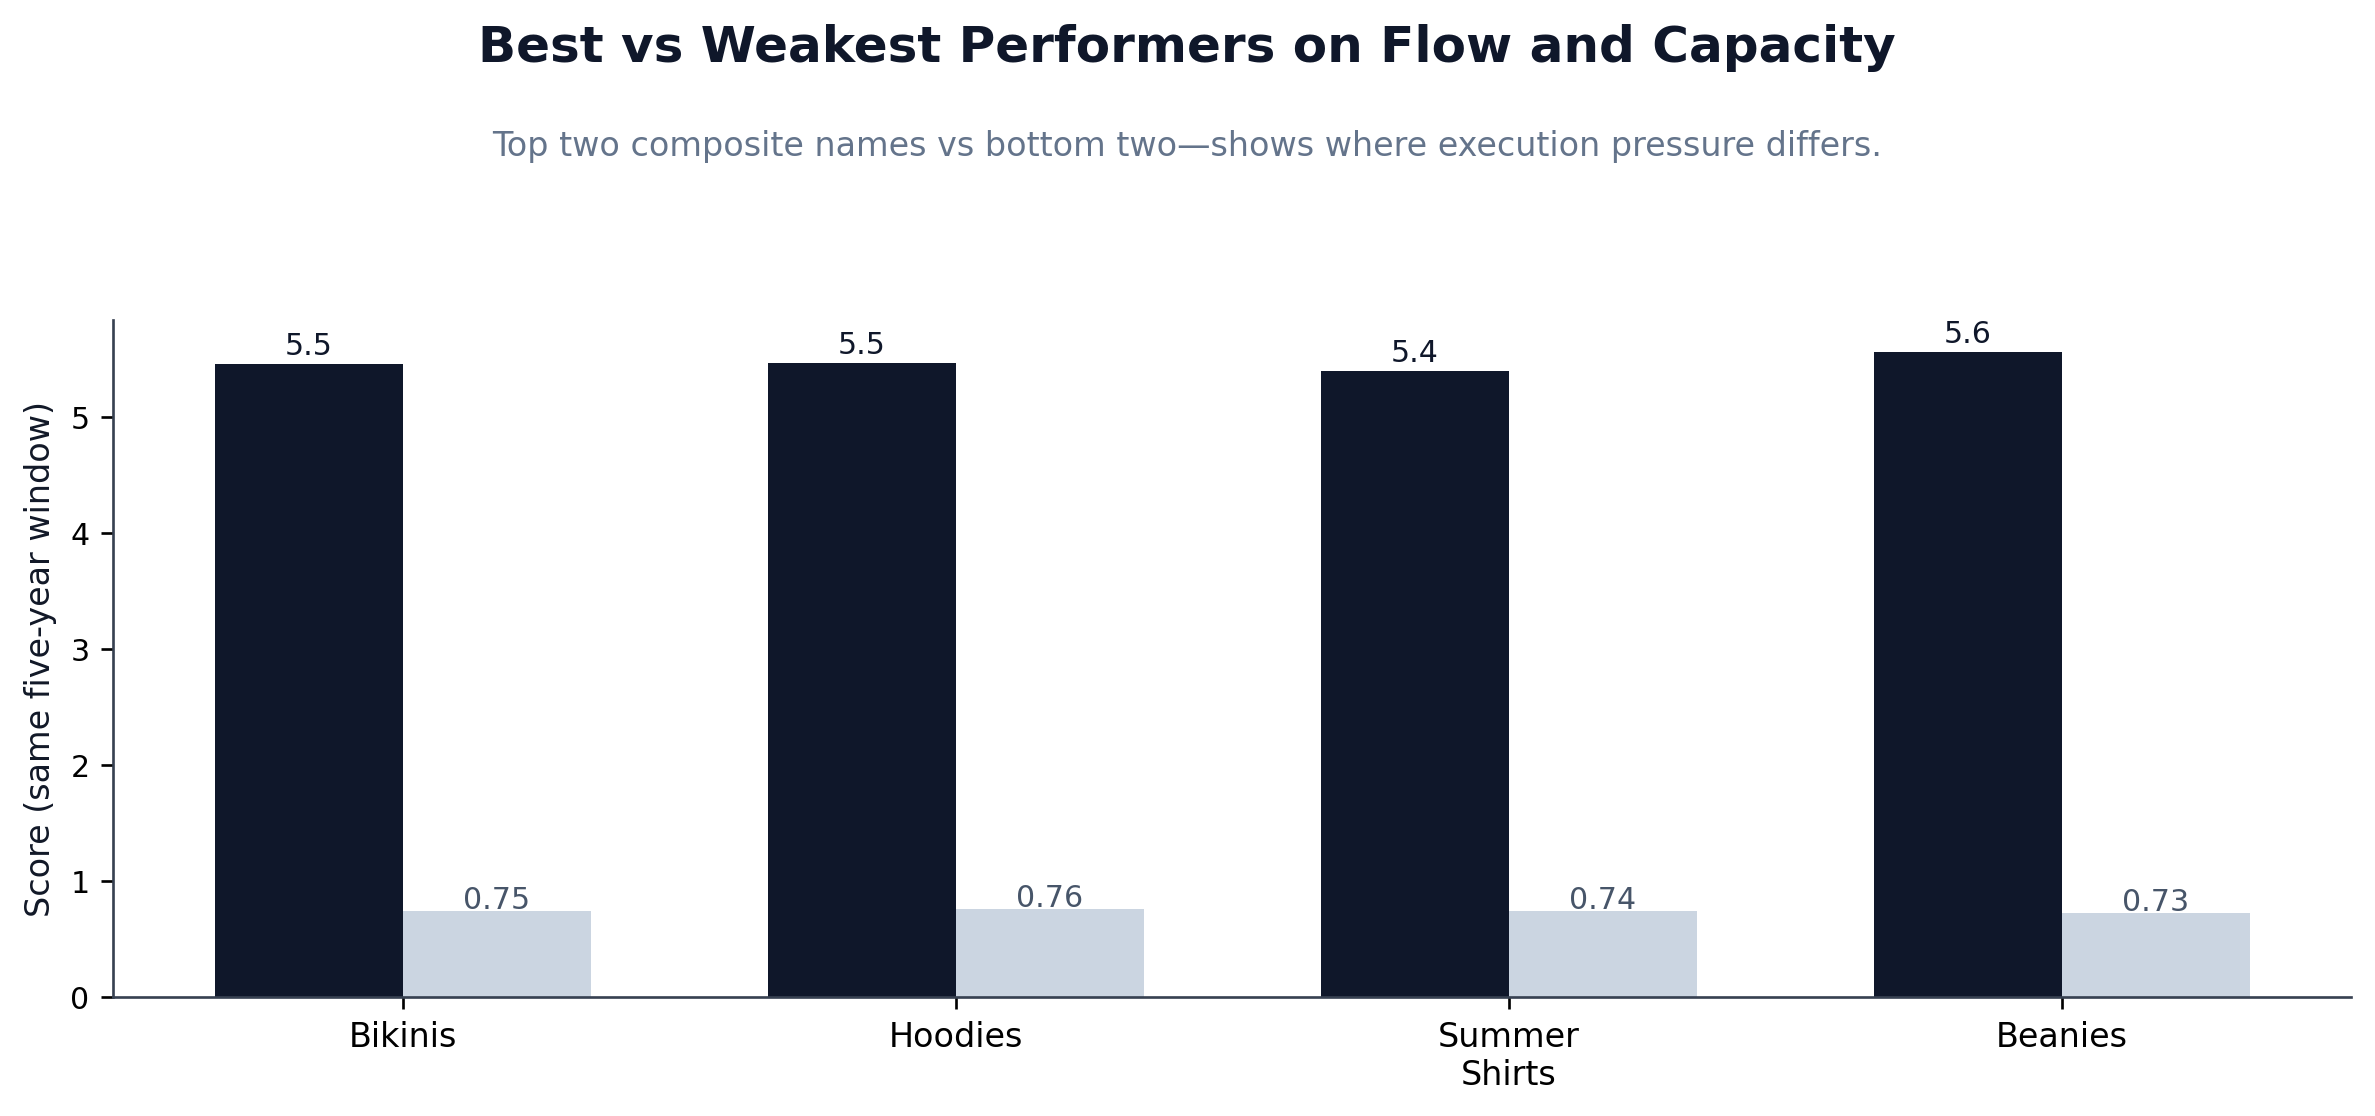 Best vs Weakest Performers on Flow and Capacity
Top two composite names vs bottom two—shows where execution pressure differs.
Score (same five-year window)
5
4
3
2
1
0
5.5
0.75
5.5
0.76
5.4
0.74
5.6
0.73
Bikinis
Hoodies
Summer
Shirts
Beanies